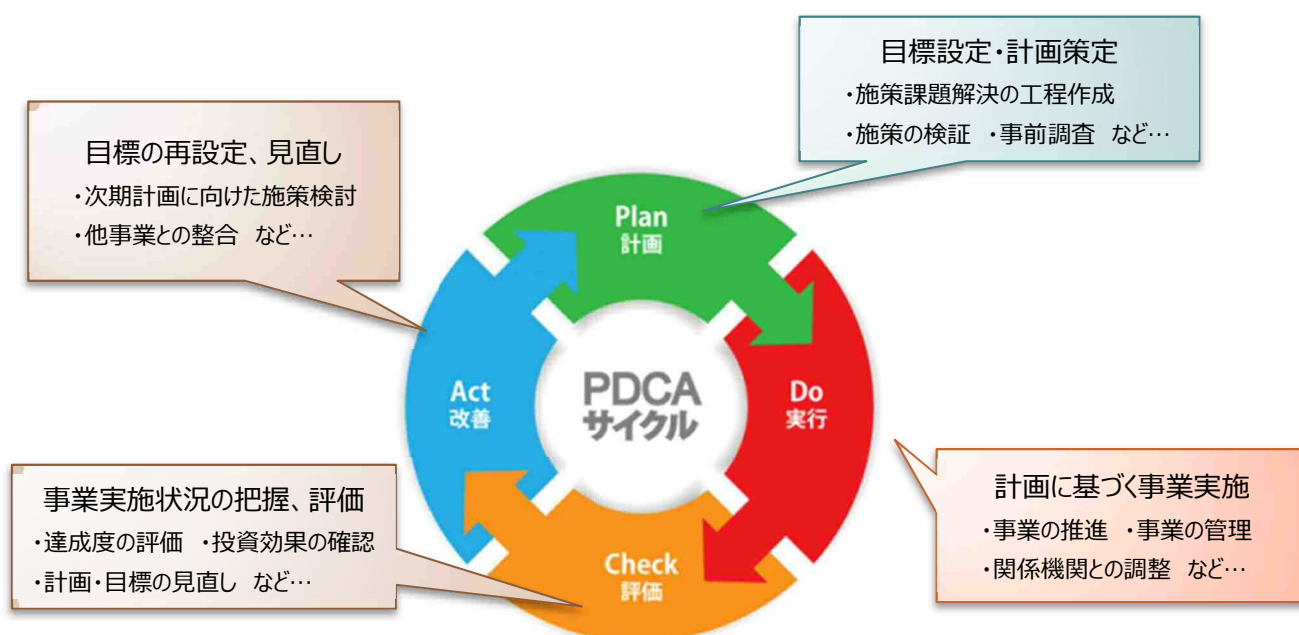 目標設定・計画策定
・施策課題解決の工程作成
・施策の検証 ・事前調査 など…
目標の再設定、見直し
・次期計画に向けた施策検討
・他事業との整合 など…
Plan
計画
Act
改善
PDCA
サイクル
Do
実行
Check
評価
事業実施状況の把握、評価
・達成度の評価 ・投資効果の確認
・計画・目標の見直し など…
計画に基づく事業実施
・事業の推進 ・事業の管理
・関係機関との調整 など…